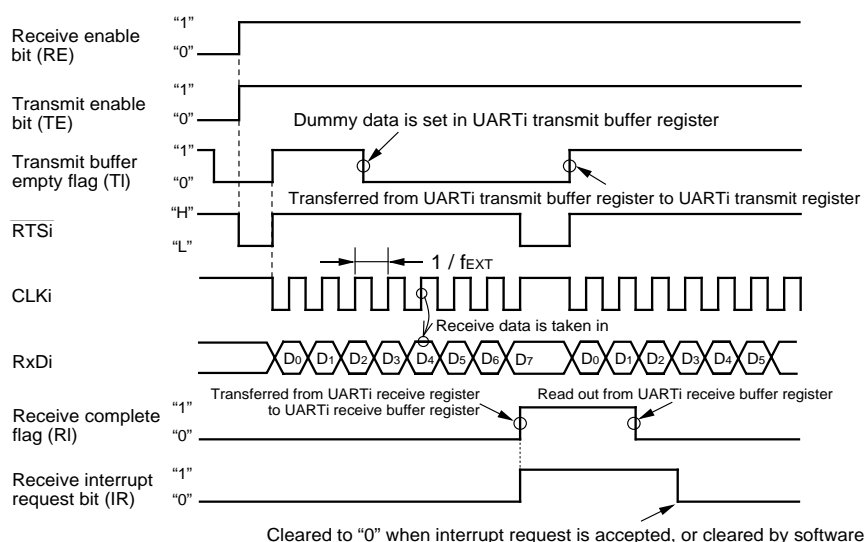 Receive enable
bit (RE)
“1”
“0”
Transmit enable
bit (TE)
“1”
“0”
Dummy data is set in UARTi transmit buffer register
Transmit buffer
empty flag (Tl)
“1”
“0”
Transferred from UARTi transmit buffer register to UARTi transmit register
RTSi
“H”
“L”
1 / fEXT
CLKi
Receive data is taken in
RxDi
D0 D1 D2 D3 D4 D5 D6 D7 D0 D1 D2 D3 D4 D5
Transferred from UARTi receive register
to UARTi receive buffer register
Read out from UARTi receive buffer register
Receive complete
flag (Rl)
“1”
“0”
Receive interrupt
request bit (IR)
“1”
“0”
Cleared to “0” when interrupt request is accepted, or cleared by software